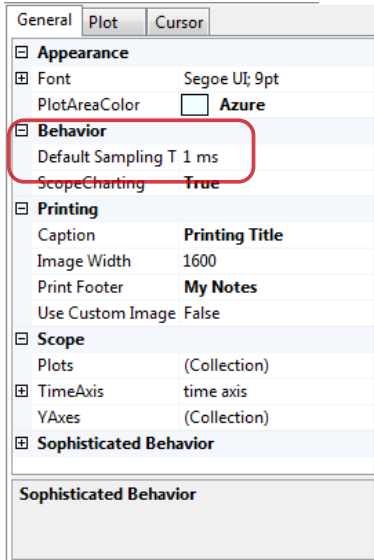 General Plot Cursor
Appearance
Font Segoe UI; 9pt
PlotAreaColor Azure
Behavior
Default Sampling T 1 ms
ScopeCharting True
Printing
Caption Printing Title
Image Width 1600
Print Footer My Notes
Use Custom Image False
Scope
Plots (Collection)
TimeAxis time axis
YAxes (Collection)
Sophisticated Behavior
Sophisticated Behavior